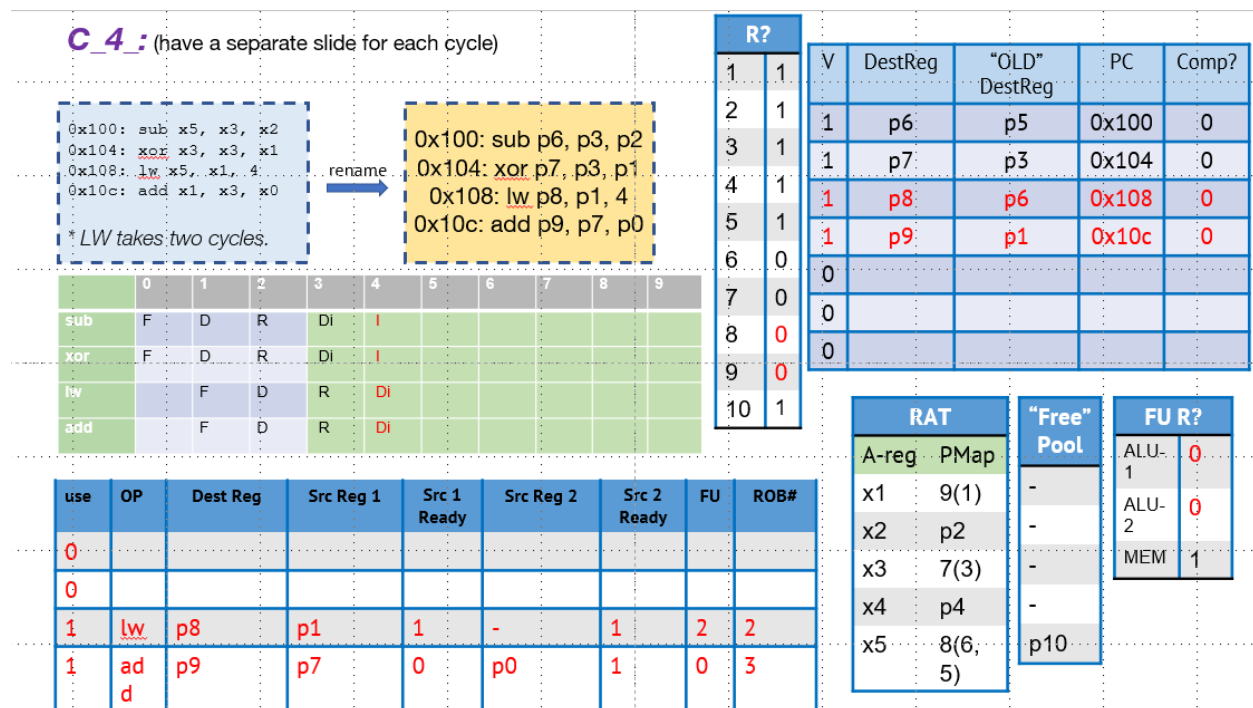 C_4_: (have a separate slide for each cycle)
0x100: sub x5, x3, x2
0x104: xor x3, x3, x1
0x108: lw x5, x1, 4
0x10c: add x1, x3, x0
* LW takes two cycles.
rename
0x100: sub p6, p3, p2
0x104: xor p7, p3, p1
0x108: lw p8, p1, 4
0x10c: add p9, p7, p0
R?
1 1
2 1
3 1
4 1
5 1
6 0
7 0
8 0
9 0
10 1
V DestReg "OLD" DestReg PC Comp?
1 p6 p5 0x100 0
1 p7 p3 0x104 0
1 p8 p6 0x108 0
1 p9 p1 0x10c 0
0
0
0
0 1 2 3 4 5 6 7 8 9
sub F D R Di I
xor F D R Di I
lw F D R Di
add F D R Di
use OP Dest Reg Src Reg 1 Src 1 Ready Src Reg 2 Src 2 Ready FU ROB#
0
0
1 lw p8 p1 1 - 1 2 2
1 ad p9 p7 0 p0 1 0 3
d
RAT
A-reg PMap
x1 9(1)
x2 p2
x3 7(3)
x4 p4
x5 8(6,
5)
"Free"
Pool
-
-
-
-
p10
FU R?
ALU-
1 0
ALU-
2 0
MEM 1